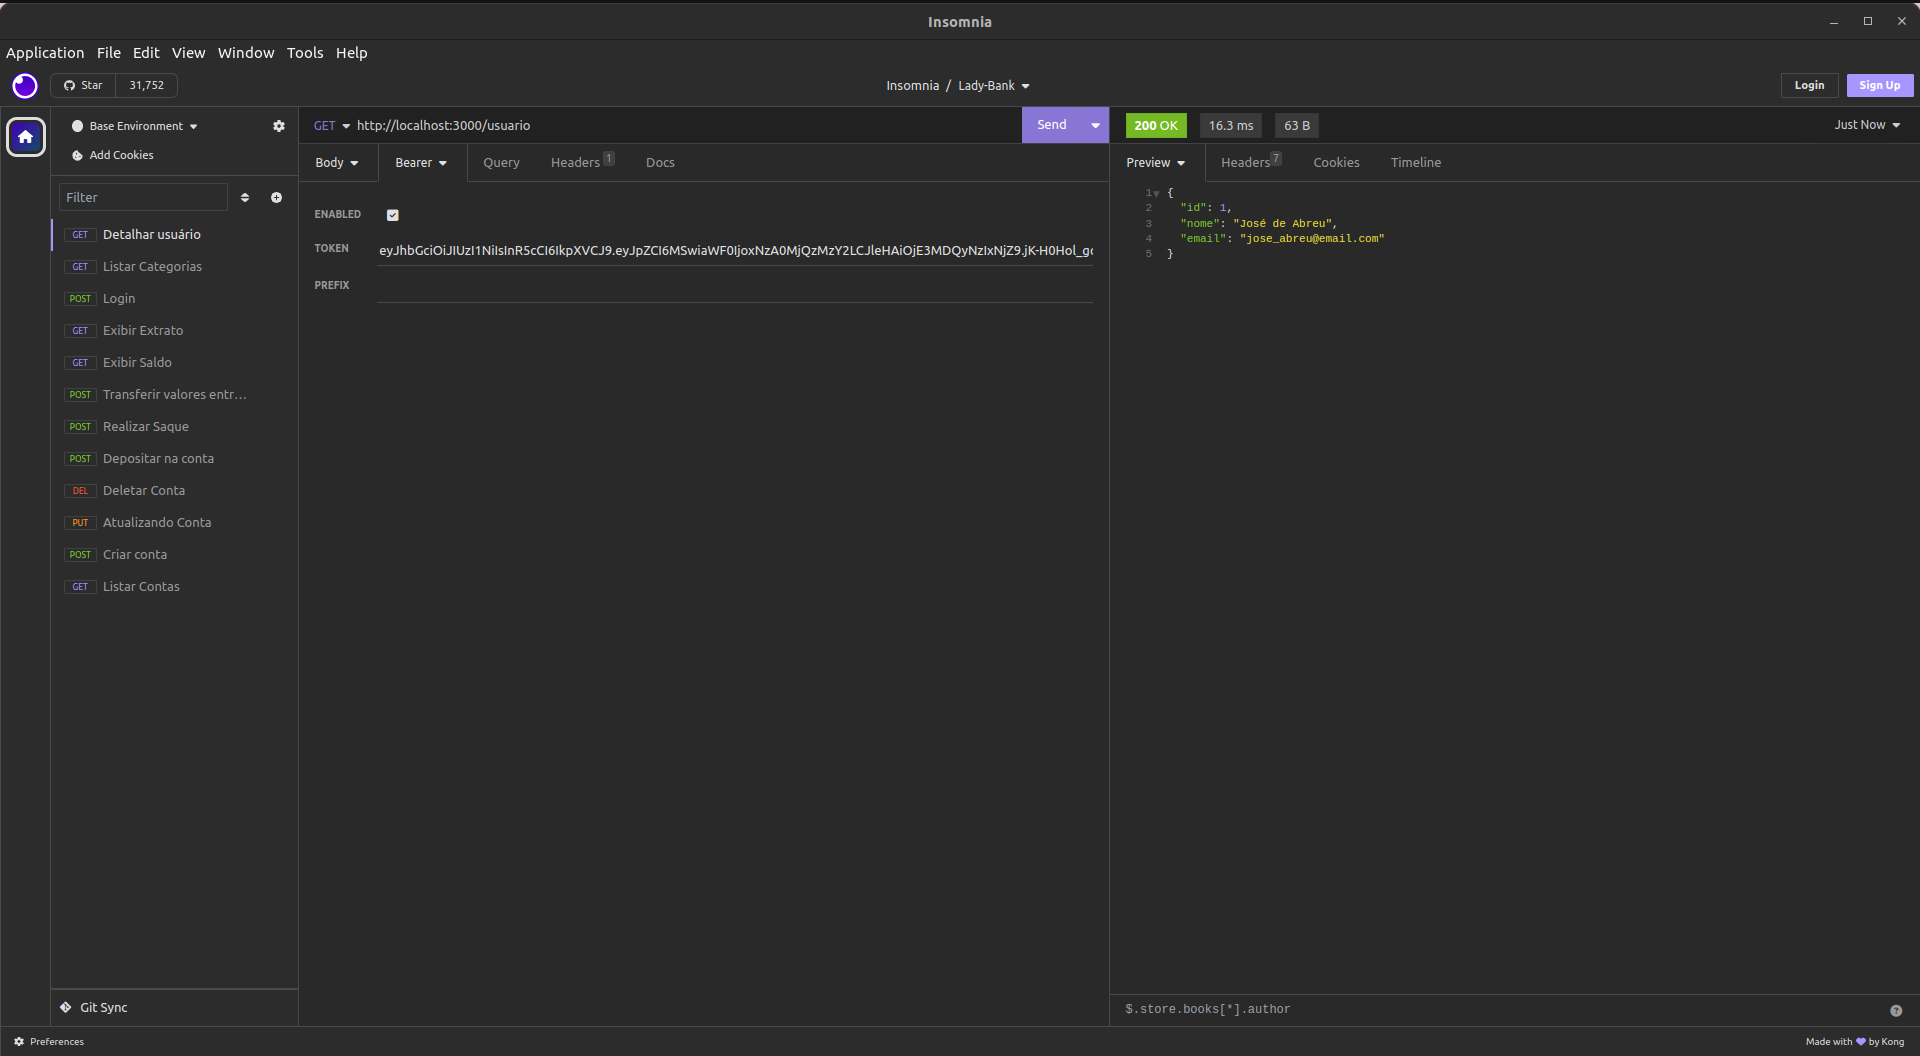 Insomnia
Application File Edit View Window Tools Help
Star 31,752
Insomnia / Lady-Bank
Login Sign Up
Base Environment
Add Cookies
Filter
GET Detalhar usuário
GET Listar Categorias
POST Login
GET Exibir Extrato
GET Exibir Saldo
POST Transferir valores entr...
POST Realizar Saque
POST Depositar na conta
DEL Deletar Conta
PUT Atualizando Conta
POST Criar conta
GET Listar Contas
Git Sync
GET http://localhost:3000/usuario Send
Body Bearer Query Headers 1 Docs
ENABLED
TOKEN eyJhbGciOiJIUzI1NiIsInR5cCI6IkpXVCJ9.eyJpZCI6MSwiaWF0IjoxNzA0MjQzMzY2LCJleHAiOjE3MDQyNzIxNjZ9.jK-H0Hol_g
PREFIX
200 OK 16.3 ms 63 B Just Now
Preview Headers 7 Cookies Timeline
1 {
2 "id": 1,
3 "nome": "José de Abreu",
4 "email": "jose_abreu@email.com"
5 }
$.store.books[*].author
Preferences
Made with by Kong